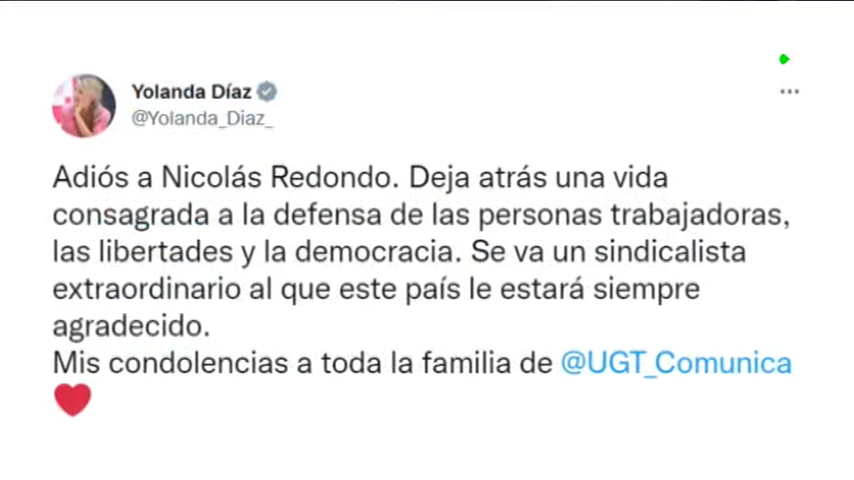 Yolanda Díaz
@Yolanda_Diaz_
Adiós a Nicolás Redondo. Deja atrás una vida
consagrada a la defensa de las personas trabajadoras,
las libertades y la democracia. Se va un sindicalista
extraordinario al que este país le estará siempre
agradecido.
Mis condolencias a toda la familia de @UGT_Comunica